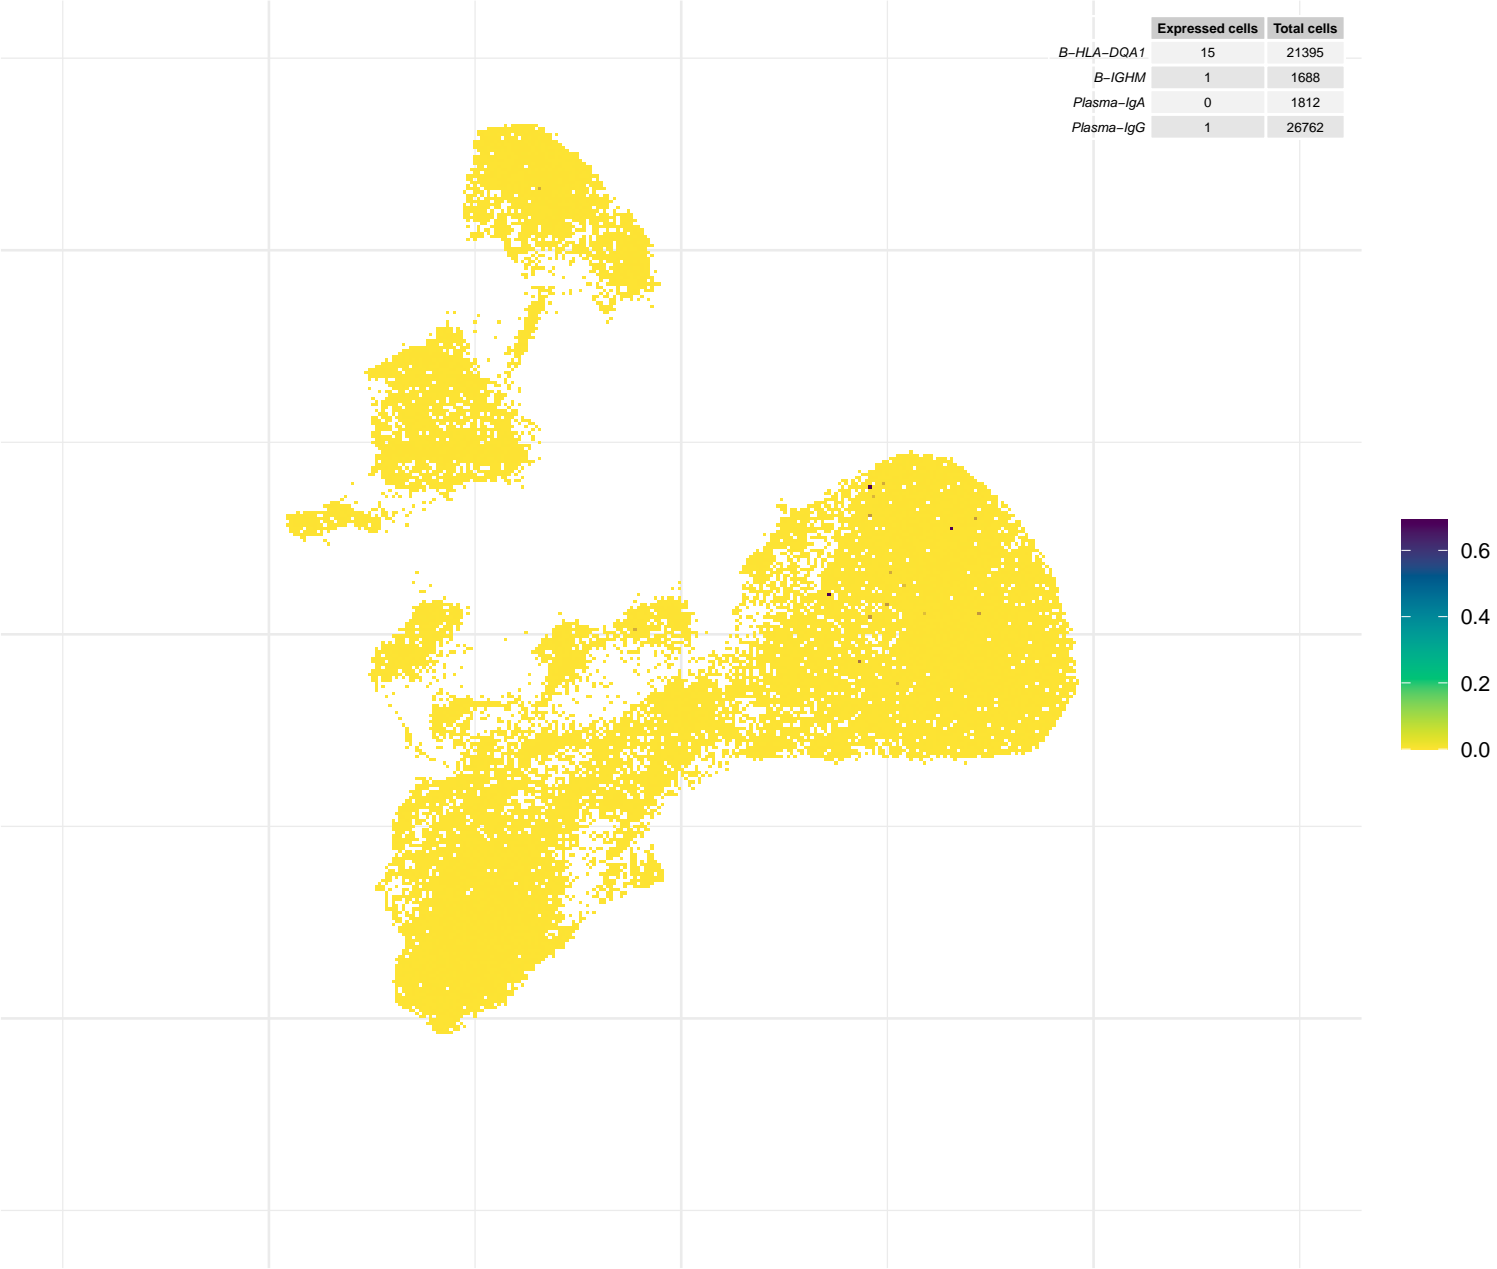 Expressed cells Total cells
B−HLA−DQA1 15 21395
B−IGHM 1 1688
Plasma−IgA 0 1812
Plasma−IgG 1 26762
0.6
0.4
0.2
0.0